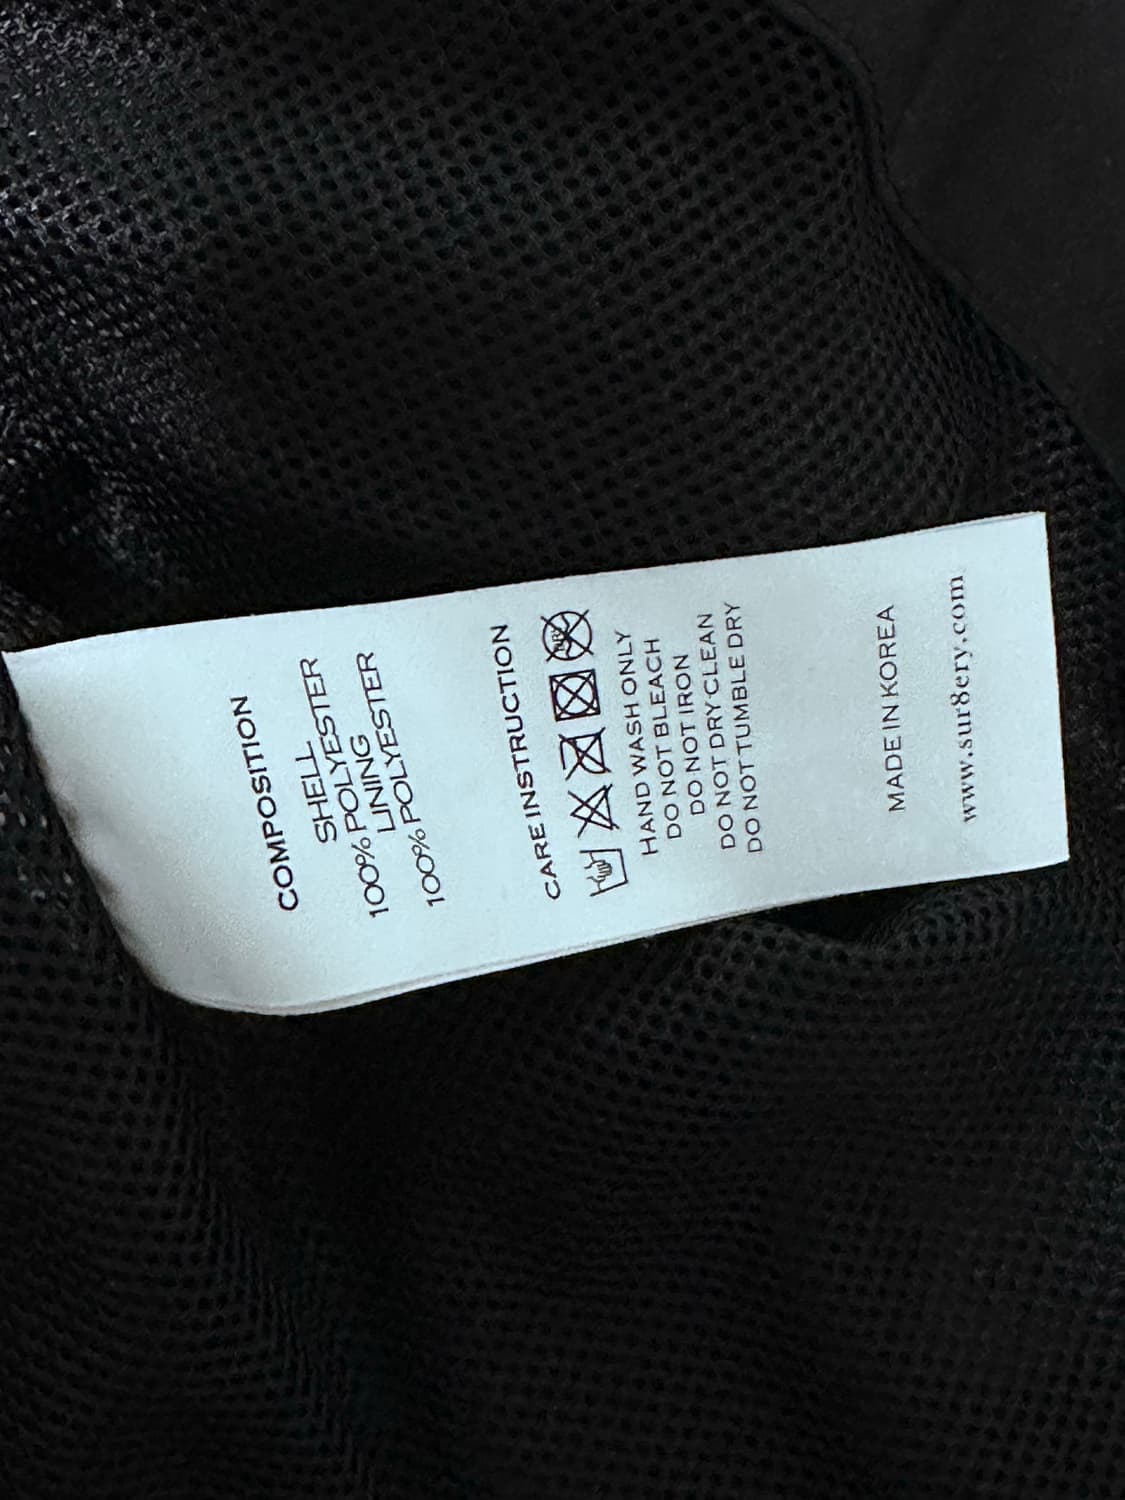 COMPOSITION
SHELL
100% POLYESTER
LINING
100% POLYESTER
CARE INSTRUCTION
DRY
HAND WASH ONLY
DO NOT BLEACH
DO NOT IRON
DO NOT DRY CLEAN
DO NOT TUMBLE DRY
MADE IN KOREA
www.sur8ery.com